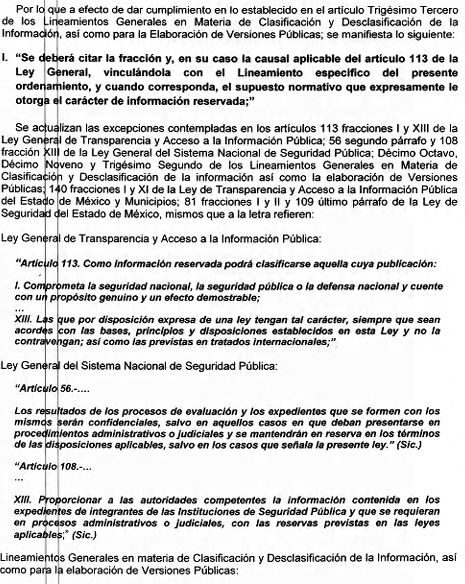 Por lo que a efecto de dar cumplimiento en lo establecido en el artículo Trigésimo Tercero
de los Lineamientos Generales en Materia de Clasificación y Desclasificación de la
Información, así como para la Elaboración de Versiones Públicas; se manifiesta lo siguiente:
I. "Se deberá citar la fracción y, en su caso la causal aplicable del artículo 113 de la
Ley General, vinculándola con el Lineamiento especifico del presente
ordenamiento, y cuando corresponda, el supuesto normativo que expresamente le
otorga el carácter de información reservada;"
Se actualizan las excepciones contempladas en los artículos 113 fracciones I y XIII de la
Ley General de Transparencia y Acceso a la Información Pública; 56 segundo párrafo y 108
fracción XIII de la Ley General del Sistema Nacional de Seguridad Pública; Décimo Octavo,
Décimo Noveno y Trigésimo Segundo de los Lineamientos Generales en Materia de
Clasificación y Desclasificación de la información así como la elaboración de Versiones
Públicas; 140 fracciones I y XI de la Ley de Transparencia y Acceso a la Información Pública
del Estado de México y Municipios; 81 fracciones I y II y 109 último párrafo de la Ley de
Seguridad del Estado de México, mismos que a la letra refieren:
Ley General de Transparencia y Acceso a la Información Pública:
"Artículo 113. Como Información reservada podrá clasificarse aquella cuya publicación:
I. Comprometa la seguridad nacional, la seguridad pública o la defensa nacional y cuente
con un propósito genuino y un efecto demostrable;
...
XIII. Las que por disposición expresa de una ley tengan tal carácter, siempre que sean
acordes con las bases, principios y disposiciones establecidos en esta Ley y no la
contravengan; así como las previstas en tratados internacionales;"
Ley General del Sistema Nacional de Seguridad Pública:
"Artículo 56.-....
Los resultados de los procesos de evaluación y los expedientes que se formen con los
mismos serán confidenciales, salvo en aquellos casos en que deban presentarse en
procedimientos administrativos o judiciales y se mantendrán en reserva en los términos
de las disposiciones aplicables, salvo en los casos que señala la presente ley." (Sic.)
"Artículo 108.-...
...
XIII. Proporcionar a las autoridades competentes la información contenida en los
expedientes de integrantes de las Instituciones de Seguridad Pública y que se requieran
en procesos administrativos o judiciales, con las reservas previstas en las leyes
aplicables;" (Sic)
Lineamientos Generales en materia de Clasificación y Desclasificación de la Información, así
como para la elaboración de Versiones Públicas: